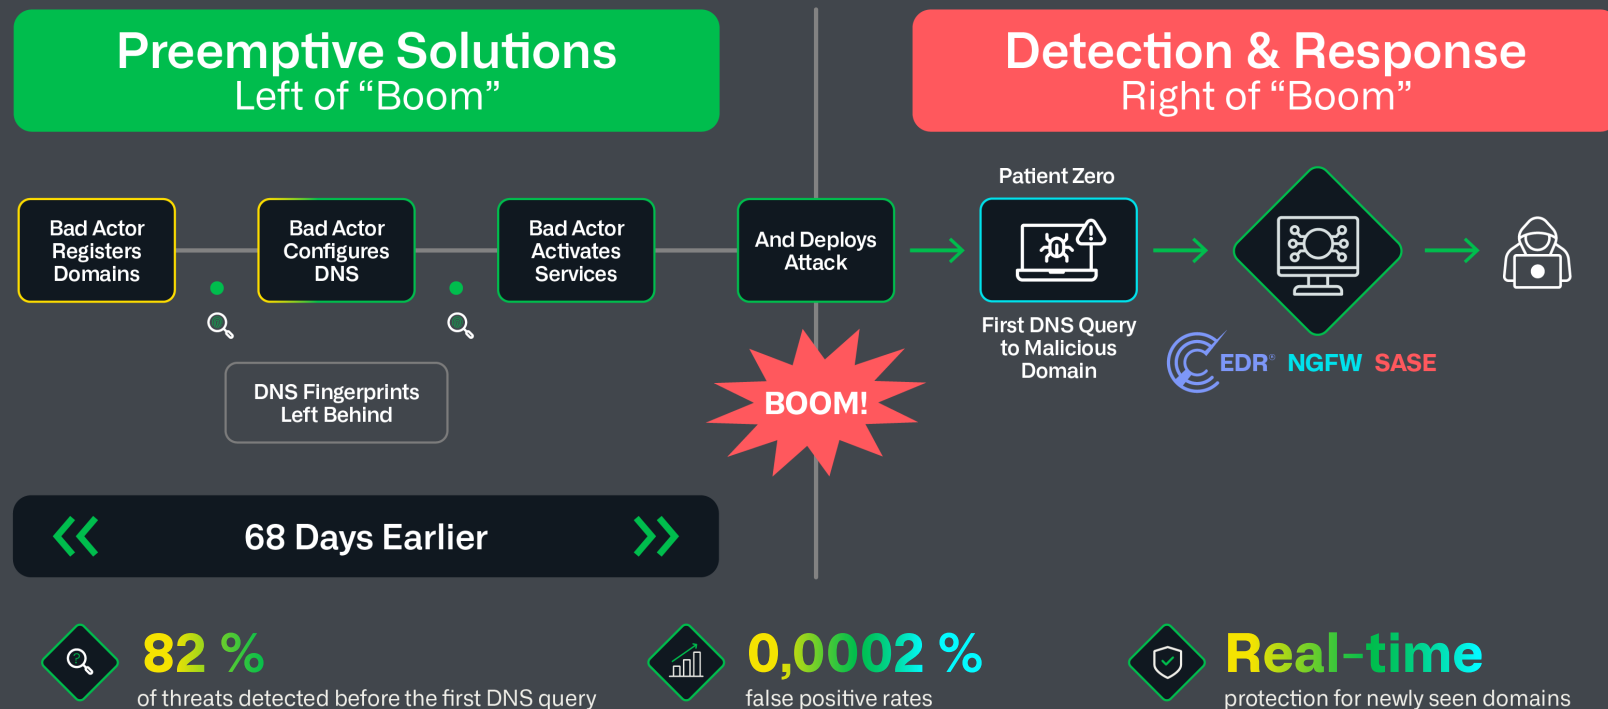 Preemptive Solutions
Left of “Boom”
Detection & Response
Right of “Boom”
Bad Actor
Registers
Domains
Bad Actor
Configures
DNS
Bad Actor
Activates
Services
And Deploys
Attack
Patient Zero
First DNS Query
to Malicious
Domain
DNS Fingerprints
Left Behind
BOOM!
EDR® NGFW SASE
68 Days Earlier
82 %
of threats detected before the first DNS query
0,0002 %
false positive rates
Real-time
protection for newly seen domains